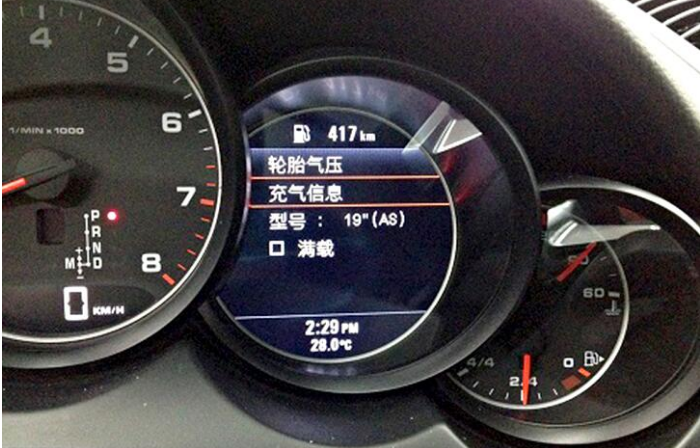 4
5
6
7
8
1/MIN x 1000
P
R
N
M D
+
-
0 KM/H
417 km
轮胎气压
充气信息
型号 : 19"(AS)
满载
2:29 PM
28.0°C
60
4/4
2/4
0